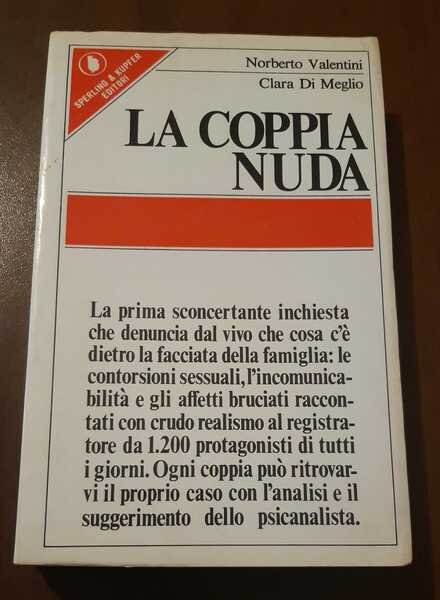 SPERLING & KUPFER
EDITORI
Norberto Valentini
Clara Di Meglio
LA COPPIA
NUDA
La prima sconcertante inchiesta
che denuncia dal vivo che cosa c'è
dietro la facciata della famiglia: le
contorsioni sessuali, l'incomunica-
bilità e gli affetti bruciati raccon-
tati con crudo realismo al registra-
tore da 1.200 protagonisti di tutti
i giorni. Ogni coppia può ritrovar-
vi il proprio caso con l'analisi e il
suggerimento dello psicanalista.